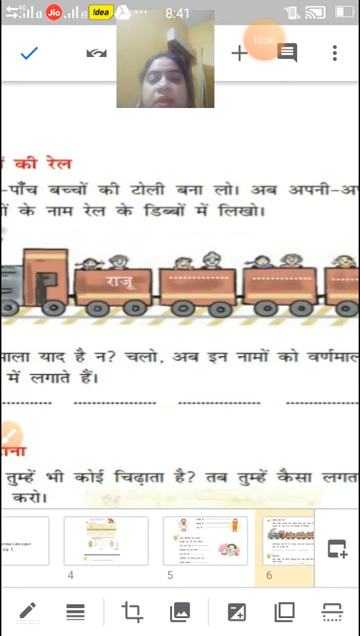 Jio
Idea
8:41
10:00
की रेल
-पाँच बच्चों की टोली बना लो। अब अपनी-अ
के नाम रेल के डिब्बों में लिखो।
राजू
माला याद है न? चलो, अब इन नामों को वर्णमाल
में लगाते हैं।
तुम्हें भी कोई चिढ़ाता है? तब तुम्हें कैसा लगत
करो।
4
5
6